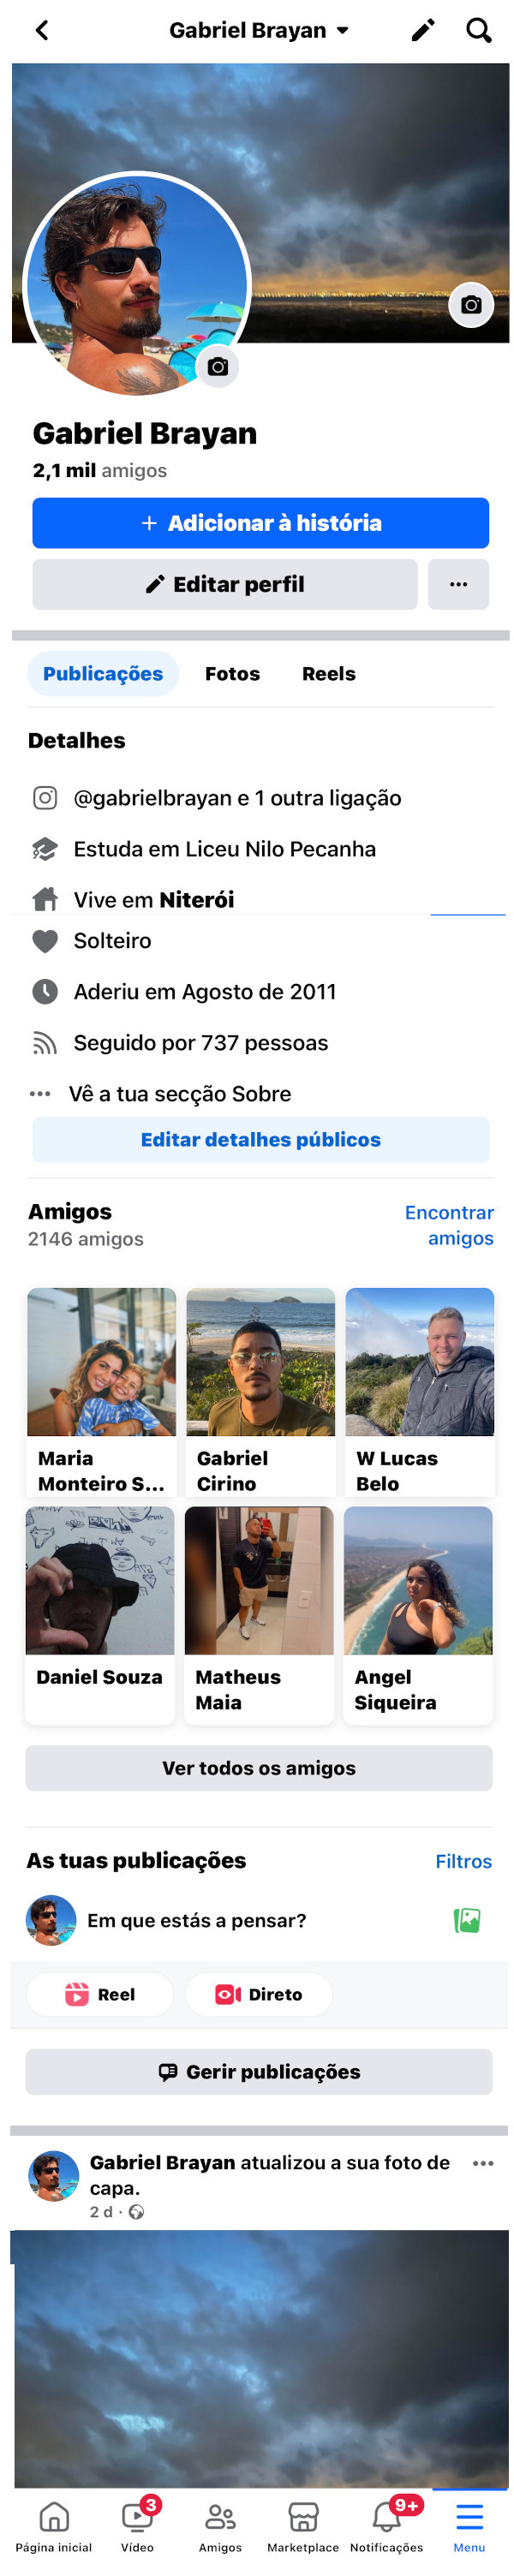 Gabriel Brayan
Gabriel Brayan
2,1 mil amigos
+ Adicionar à história
Editar perfil
...
Publicações Fotos Reels
Detalhes
@gabrielbrayan e 1 outra ligação
Estuda em Liceu Nilo Pecanha
Vive em Niterói
Solteiro
Aderiu em Agosto de 2011
Seguido por 737 pessoas
... Vê a tua secção Sobre
Editar detalhes públicos
Amigos
2146 amigos
Encontrar
amigos
Maria
Monteiro S...
Gabriel
Cirino
W Lucas
Belo
Daniel Souza
Matheus
Maia
Angel
Siqueira
Ver todos os amigos
As tuas publicações
Filtros
Em que estás a pensar?
Reel
Direto
Gerir publicações
Gabriel Brayan atualizou a sua foto de
capa.
...
2 d ·
3
9+
Página inicial Vídeo Amigos Marketplace Notificações Menu